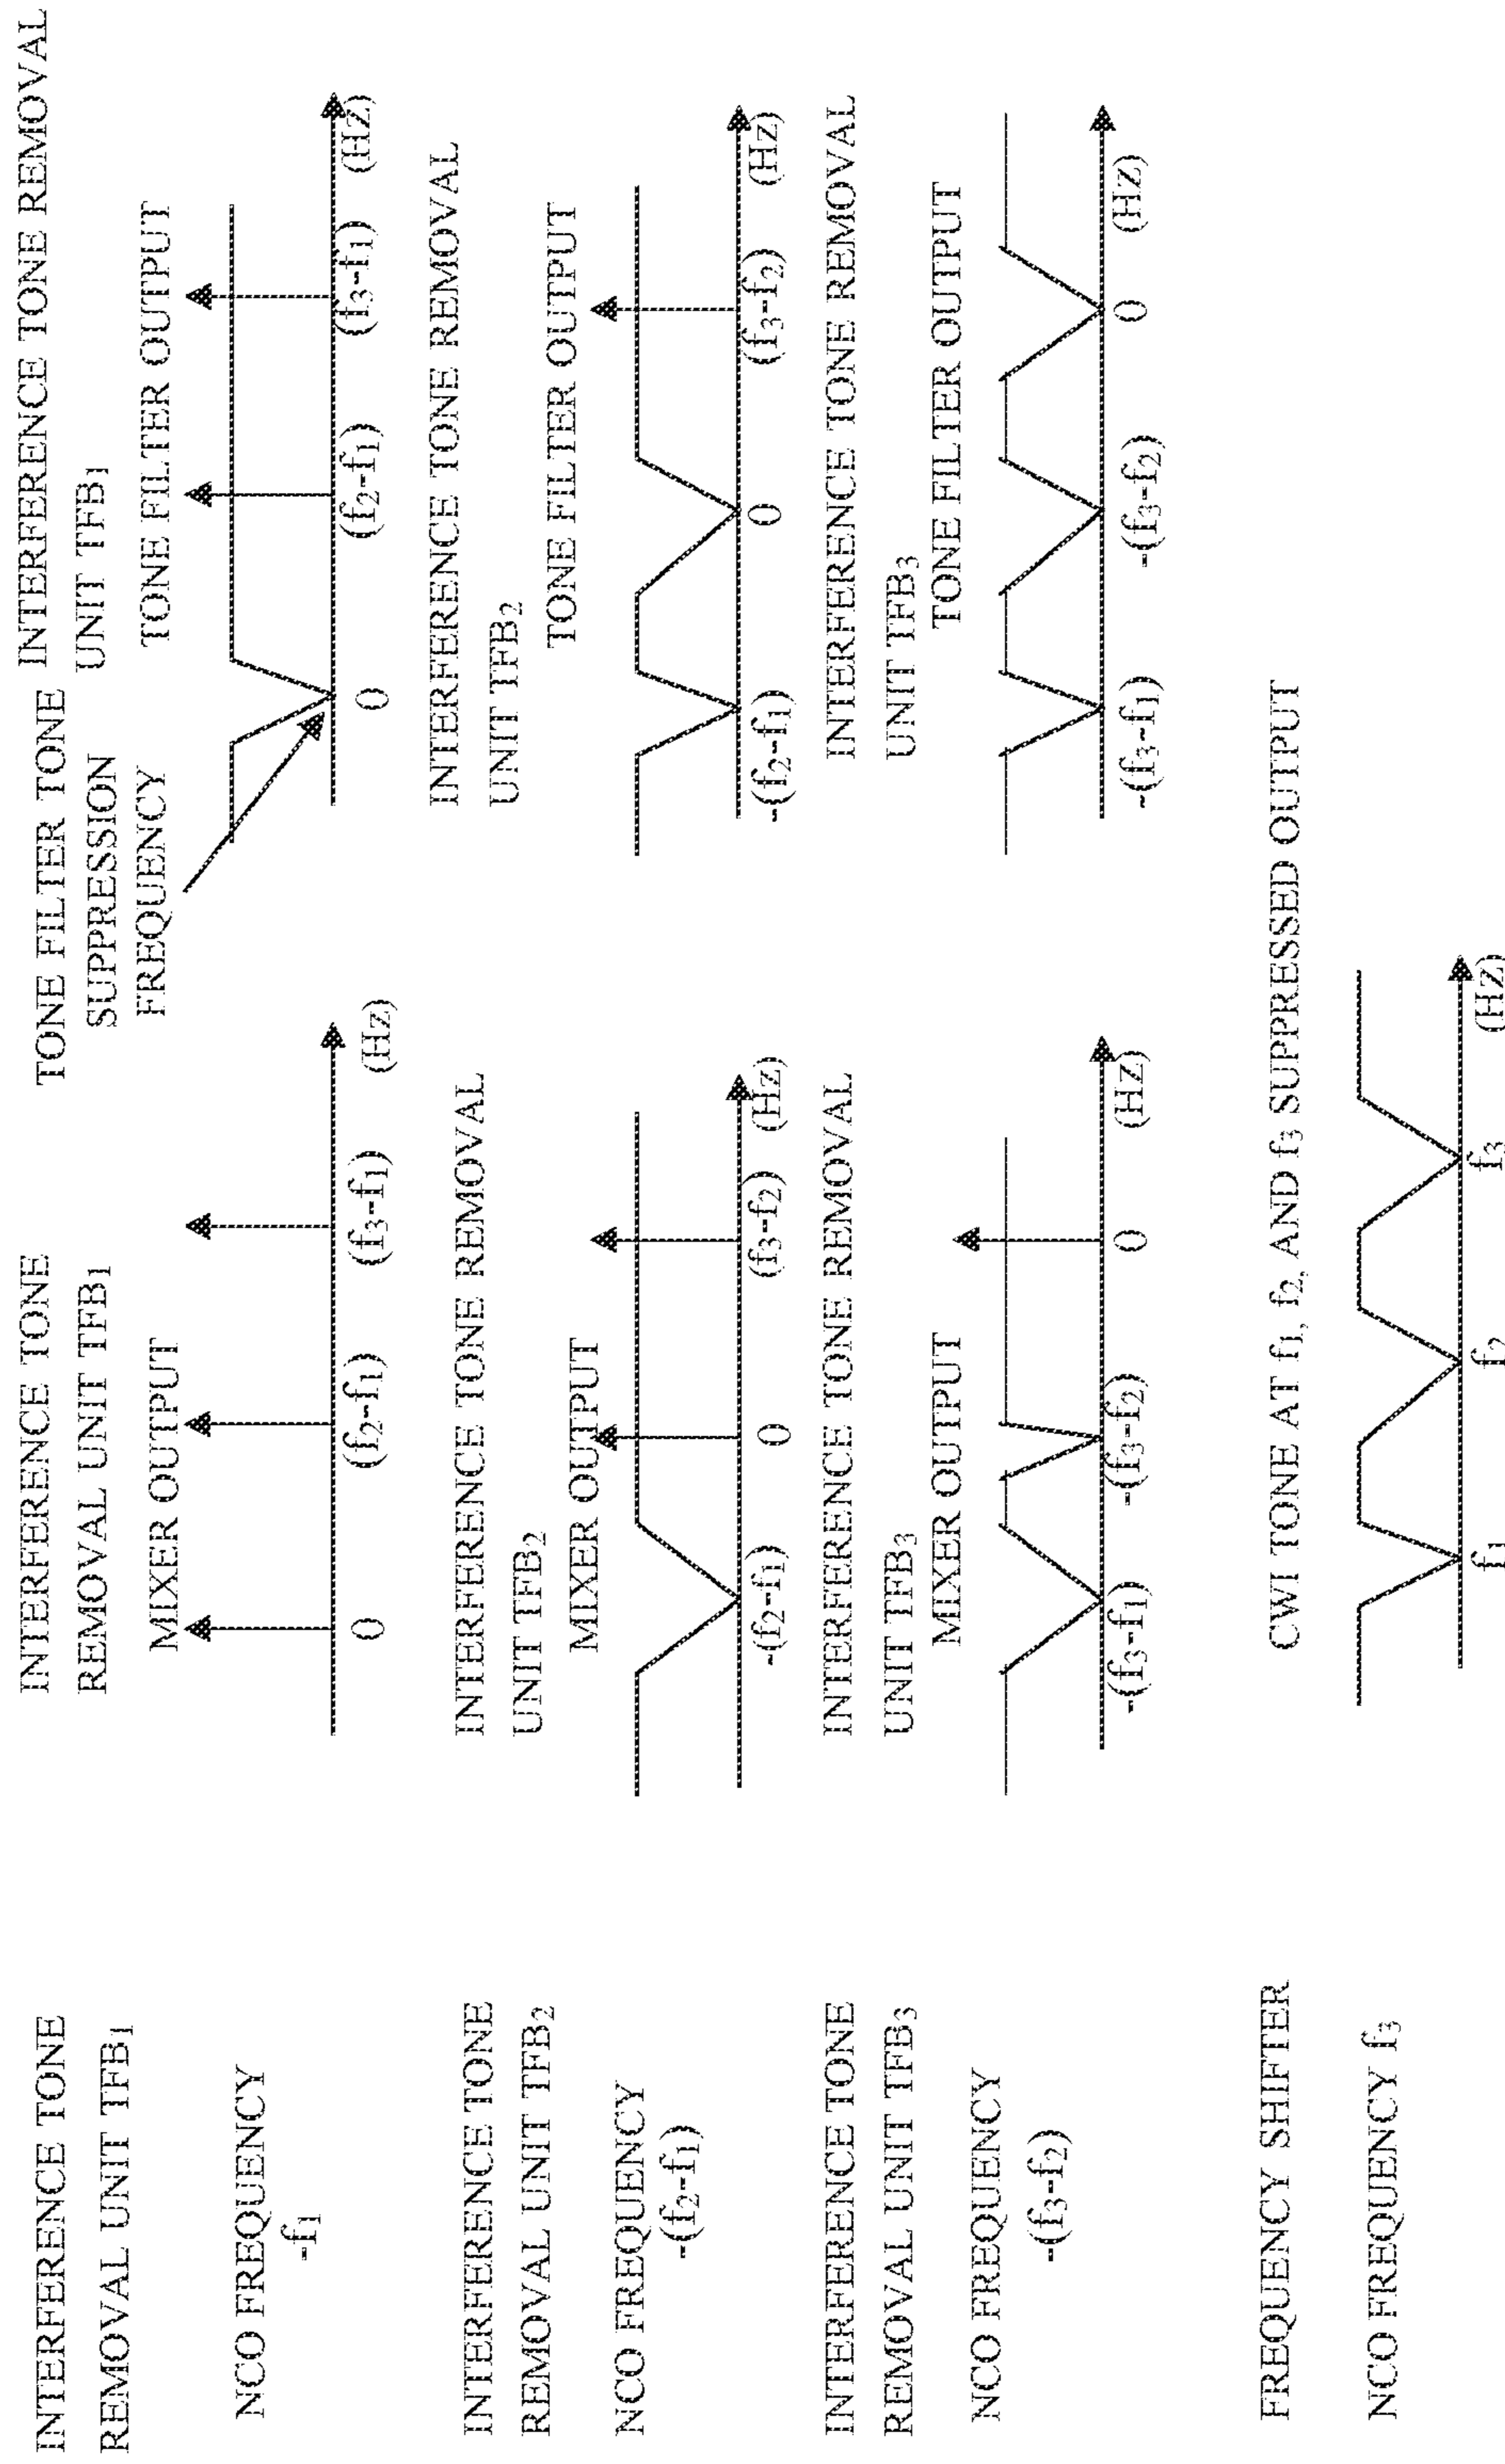 INTERFERENCE TONE
REMOVAL UNIT TFB1
NCO FREQUENCY
-f1
INTERFERENCE TONE
REMOVAL UNIT TFB1
MIXER OUTPUT
0
(f2-f1)
(f3-f1)
(Hz)
TONE FILTER TONE
SUPPRESSION
FREQUENCY
INTERFERENCE TONE REMOVAL
UNIT TFB1
TONE FILTER OUTPUT
0
(f2-f1)
(f3-f1)
(Hz)
INTERFERENCE TONE
REMOVAL UNIT TFB2
NCO FREQUENCY
-(f2-f1)
INTERFERENCE TONE REMOVAL
UNIT TFB2
MIXER OUTPUT
-(f2-f1)
0
(f3-f2)
(Hz)
INTERFERENCE TONE REMOVAL
UNIT TFB2
TONE FILTER OUTPUT
-(f2-f1)
0
(f3-f2)
(Hz)
INTERFERENCE TONE
REMOVAL UNIT TFB3
NCO FREQUENCY
-(f3-f2)
INTERFERENCE TONE REMOVAL
UNIT TFB3
MIXER OUTPUT
-(f3-f1)
-(f3-f2)
0
(Hz)
INTERFERENCE TONE REMOVAL
UNIT TFB3
TONE FILTER OUTPUT
-(f3-f1)
-(f3-f2)
0
(Hz)
FREQUENCY SHIFTER
NCO FREQUENCY f3
CWI TONE AT f1, f2, AND f3 SUPPRESSED OUTPUT
f1
f2
f3
(Hz)